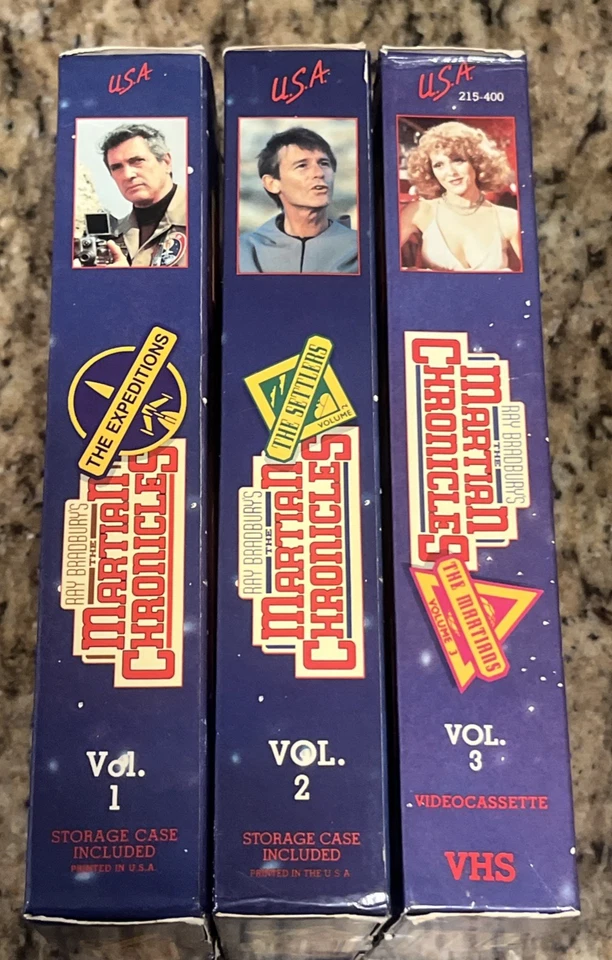 U.S.A.
THE EXPEDITIONS
RAY BRADBURY'S
THE
MARTIAN
CHRONICLES
Vol.
1
STORAGE CASE
INCLUDED
PRINTED IN U.S.A.
U.S.A.
THE SETTLERS
VOLUME 2
RAY BRADBURY'S
THE
MARTIAN
CHRONICLES
VOL.
2
STORAGE CASE
INCLUDED
PRINTED IN THE U S A
U.S.A.
215-400
RAY BRADBURY'S
THE
MARTIAN
CHRONICLES
THE MARTIANS
VOLUME 3
VOL.
3
VIDEOCASSETTE
VHS